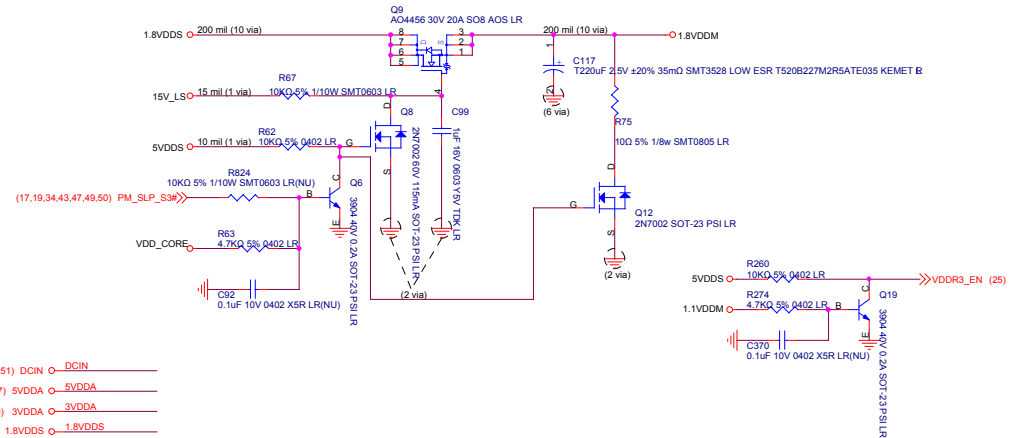 Q9
AO4456 30V 20A SO8 AOS LR
1.8VDDS
200 mil (10 via)
8
7
6
5
D
S
G
3
2
1
4
200 mil (10 via)
1.8VDDM
1
C117
T220uF 2.5V ±20% 35mΩ SMT3528 LOW ESR T520B227M2R5ATE035 KEMET LR
2
(6 via)
R67
10KΩ 5% 1/10W SMT0603 LR
15V_LS
15 mil (1 via)
D
Q8
G
S
2N7002 60V 115mA SOT-23 PSI LR
C99
1uF 16V 0603 Y5V TDK LR
R75
10Ω 5% 1/8w SMT0805 LR
R62
10KΩ 5% 0402 LR
5VDDS
10 mil (1 via)
R824
10KΩ 5% 1/10W SMT0603 LR(NU)
(17,19,34,43,47,49,50) PM_SLP_S3#
C
Q6
B
E
3904 40V 0.2A SOT-23 PSI LR
D
G
Q12
2N7002 SOT-23 PSI LR
S
(2 via)
R63
4.7KΩ 5% 0402 LR
VDD_CORE
C92
0.1uF 10V 0402 X5R LR(NU)
(2 via)
R260
10KΩ 5% 0402 LR
5VDDS
VDDR3_EN (25)
R274
4.7KΩ 5% 0402 LR
1.1VDDM
C
B
Q19
E
3904 40V 0.2A SOT-23 PSI LR
C370
0.1uF 10V 0402 X5R LR(NU)
51) DCIN
DCIN
7) 5VDDA
5VDDA
) 3VDDA
3VDDA
1.8VDDS
1.8VDDS